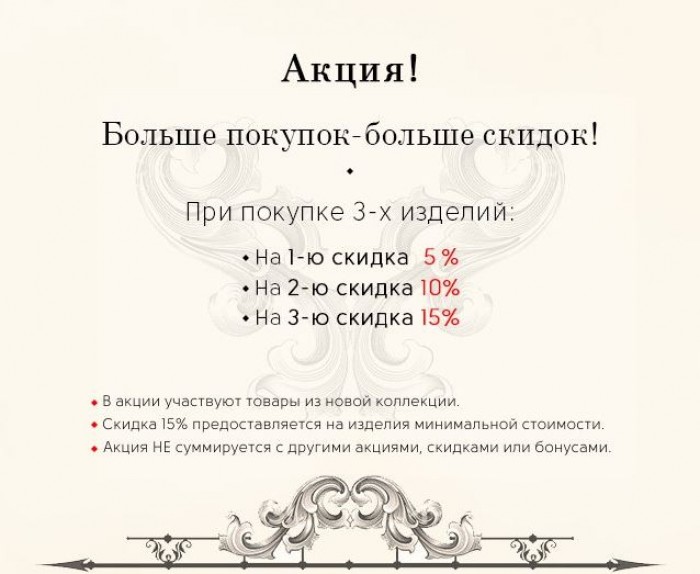 Акция!
Больше покупок-больше скидок!
При покупке 3-х изделий:
На 1-ю скидка 5 %
На 2-ю скидка 10%
На 3-ю скидка 15%
В акции участвуют товары из новой коллекции.
Скидка 15% предоставляется на изделия минимальной стоимости.
Акция НЕ суммируется с другими акциями, скидками или бонусами.